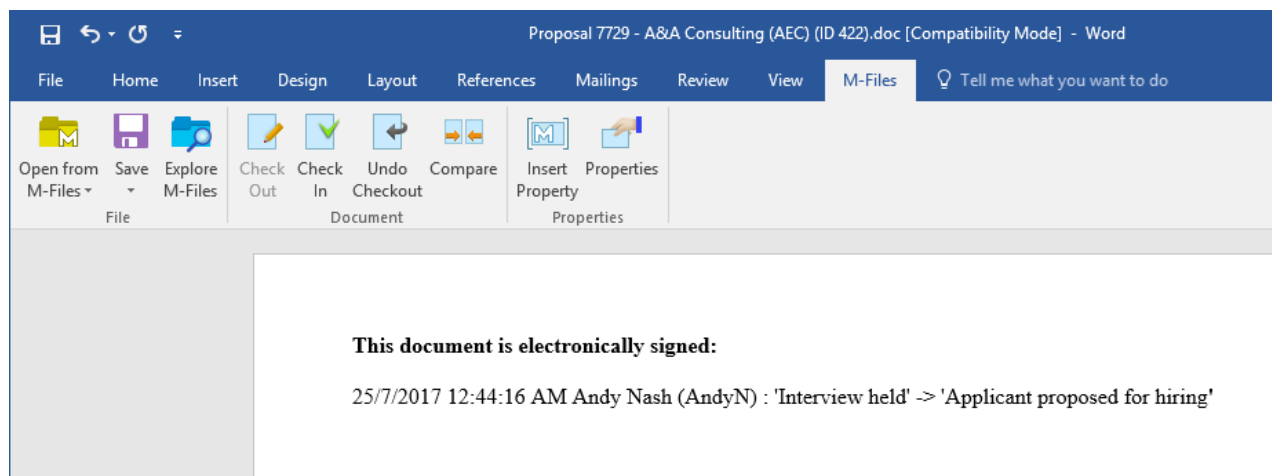 Proposal 7729 - A&A Consulting (AEC) (ID 422).doc [Compatibility Mode] - Word
File Home Insert Design Layout References Mailings Review View M-Files Tell me what you want to do
Open from M-Files
Save
Explore M-Files
Check Out
Check In
Undo Checkout
Compare
Insert Property
Properties
File Document Properties
This document is electronically signed:
25/7/2017 12:44:16 AM Andy Nash (AndyN) : 'Interview held' -> 'Applicant proposed for hiring'